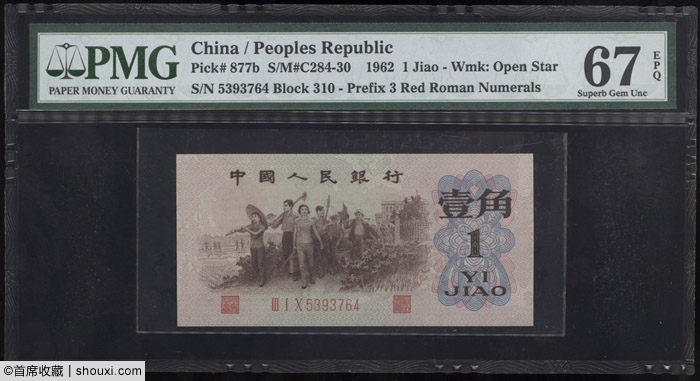 PMG
PAPER MONEY GUARANTY
China / Peoples Republic
Pick# 877b S/M#C284-30 1962 1 Jiao - Wmk: Open Star
S/N 5393764 Block 310 - Prefix 3 Red Roman Numerals
67 EPQ
Superb Gem Unc
中國人民銀行
壹角
1
YI
JIAO
III I X 5393764
©首席收藏 | shouxi.com